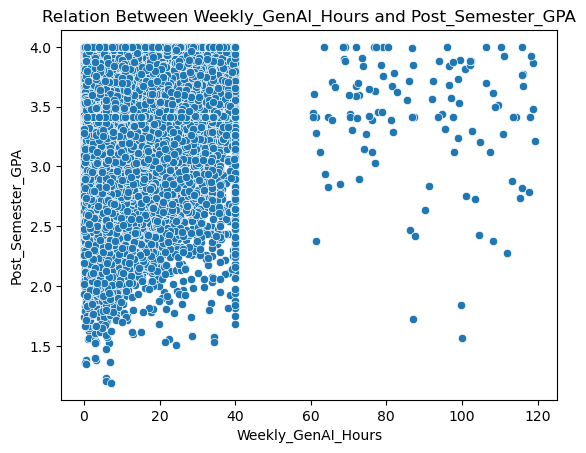 Relation Between Weekly_GenAI_Hours and Post_Semester_GPA
4.0
3.5
3.0
2.5
2.0
1.5
Post_Semester_GPA
0 20 40 60 80 100 120
Weekly_GenAI_Hours